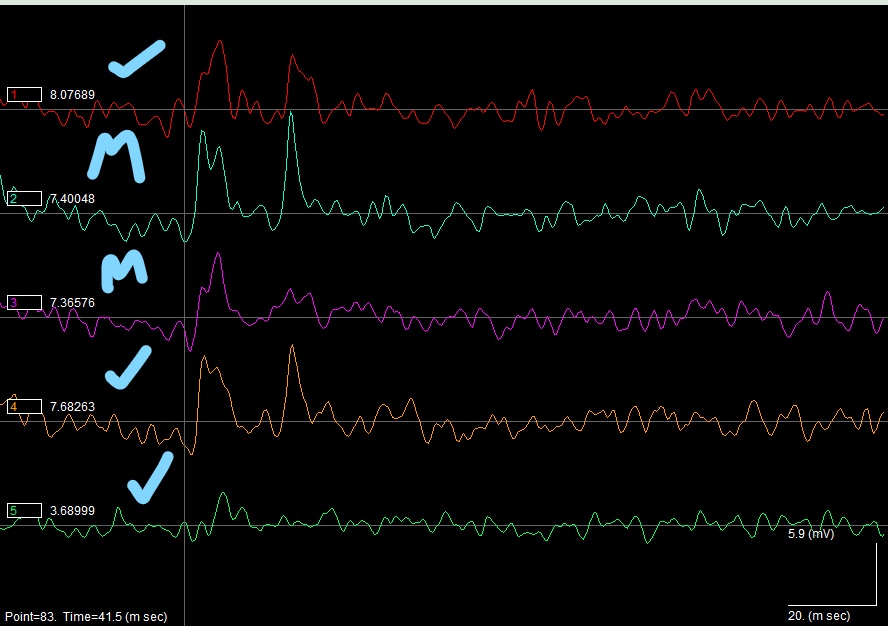 1 8.07689
M
2 7.40048
M
3 7.36576
4 7.68263
5 3.68999
5.9 (mV)
20. (m sec)
Point=83. Time=41.5 (m sec)